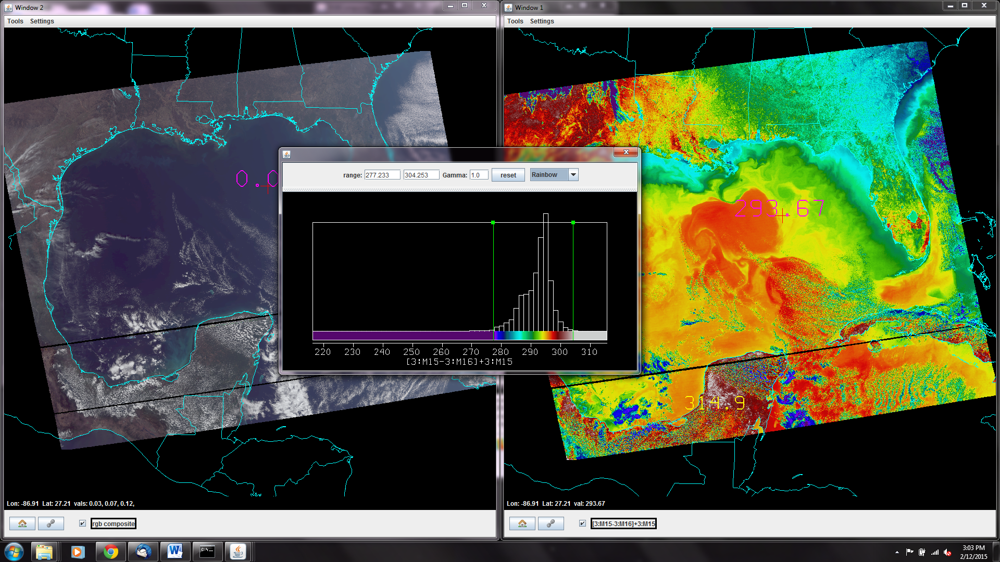 Window 2
Tools Settings
0.0
Lon: -86.91 Lat: 27.21 vals: 0.03, 0.07, 0.12,
rgb composite
Window 1
Tools Settings
293.67
314.9
Lon: -86.91 Lat: 27.21 val: 293.67
[3:M15-3:M16]+3:M15
range: 277.233 304.253 Gamma: 1.0 reset Rainbow
220 230 240 250 260 270 280 290 300 310
[3:M15-3:M16]+3:M15
C:\_
3:03 PM
2/12/2015